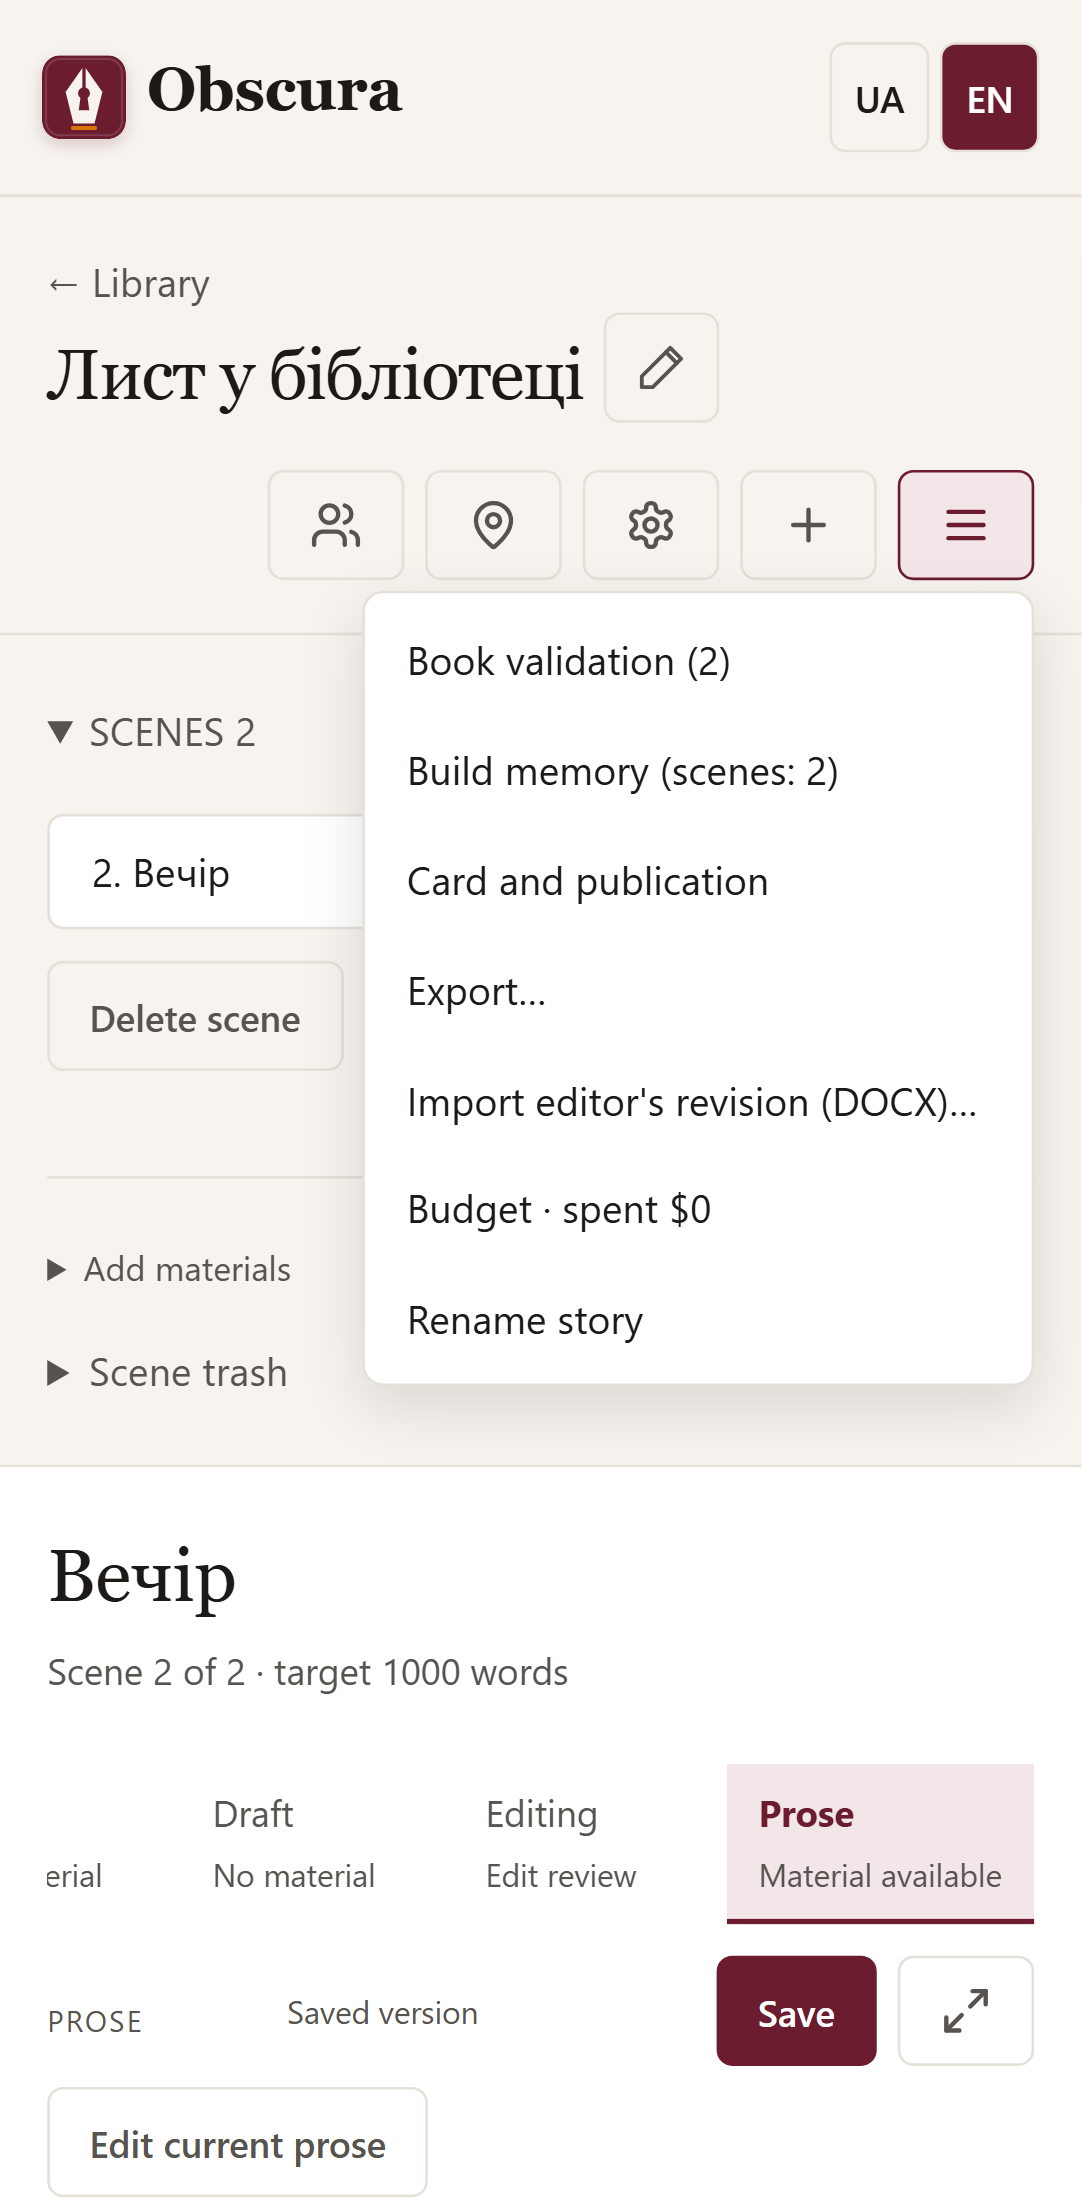 Obscura
UA
EN
← Library
Лист у бібліотеці
Book validation (2)
Build memory (scenes: 2)
Card and publication
Export...
Import editor's revision (DOCX)...
Budget · spent $0
Rename story
SCENES 2
2. Вечір
Delete scene
Add materials
Scene trash
Вечір
Scene 2 of 2 · target 1000 words
erial
Draft
No material
Editing
Edit review
Prose
Material available
PROSE
Saved version
Save
Edit current prose